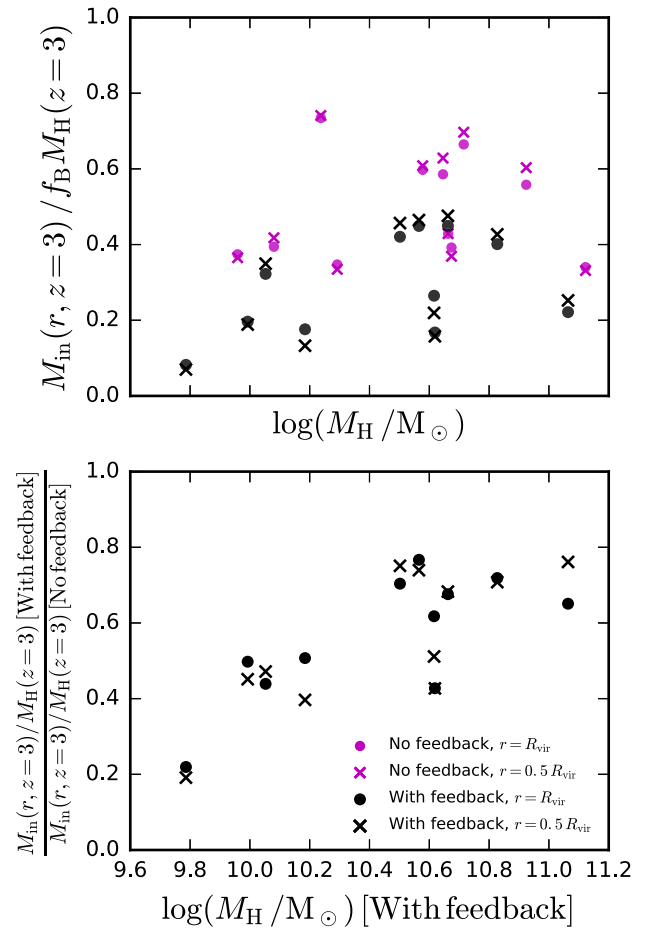 1.0
0.8
0.6
0.4
0.2
0.0
M_in(r, z=3)/f_B M_H(z=3)
log(M_H/M_⊙)
1.0
0.8
0.6
0.4
0.2
0.0
M_in(r, z=3)/M_H(z=3) [With feedback]
M_in(r, z=3)/M_H(z=3) [No feedback]
No feedback, r = R_vir
No feedback, r = 0.5 R_vir
With feedback, r = R_vir
With feedback, r = 0.5 R_vir
9.6 9.8 10.0 10.2 10.4 10.6 10.8 11.0 11.2
log(M_H/M_⊙) [With feedback]